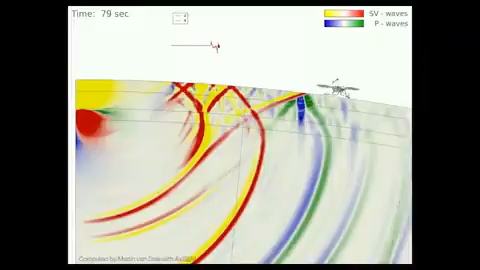 Time: 79 sec
SV - waves
P - waves
Computed by Martin van Driel with AxiSEM